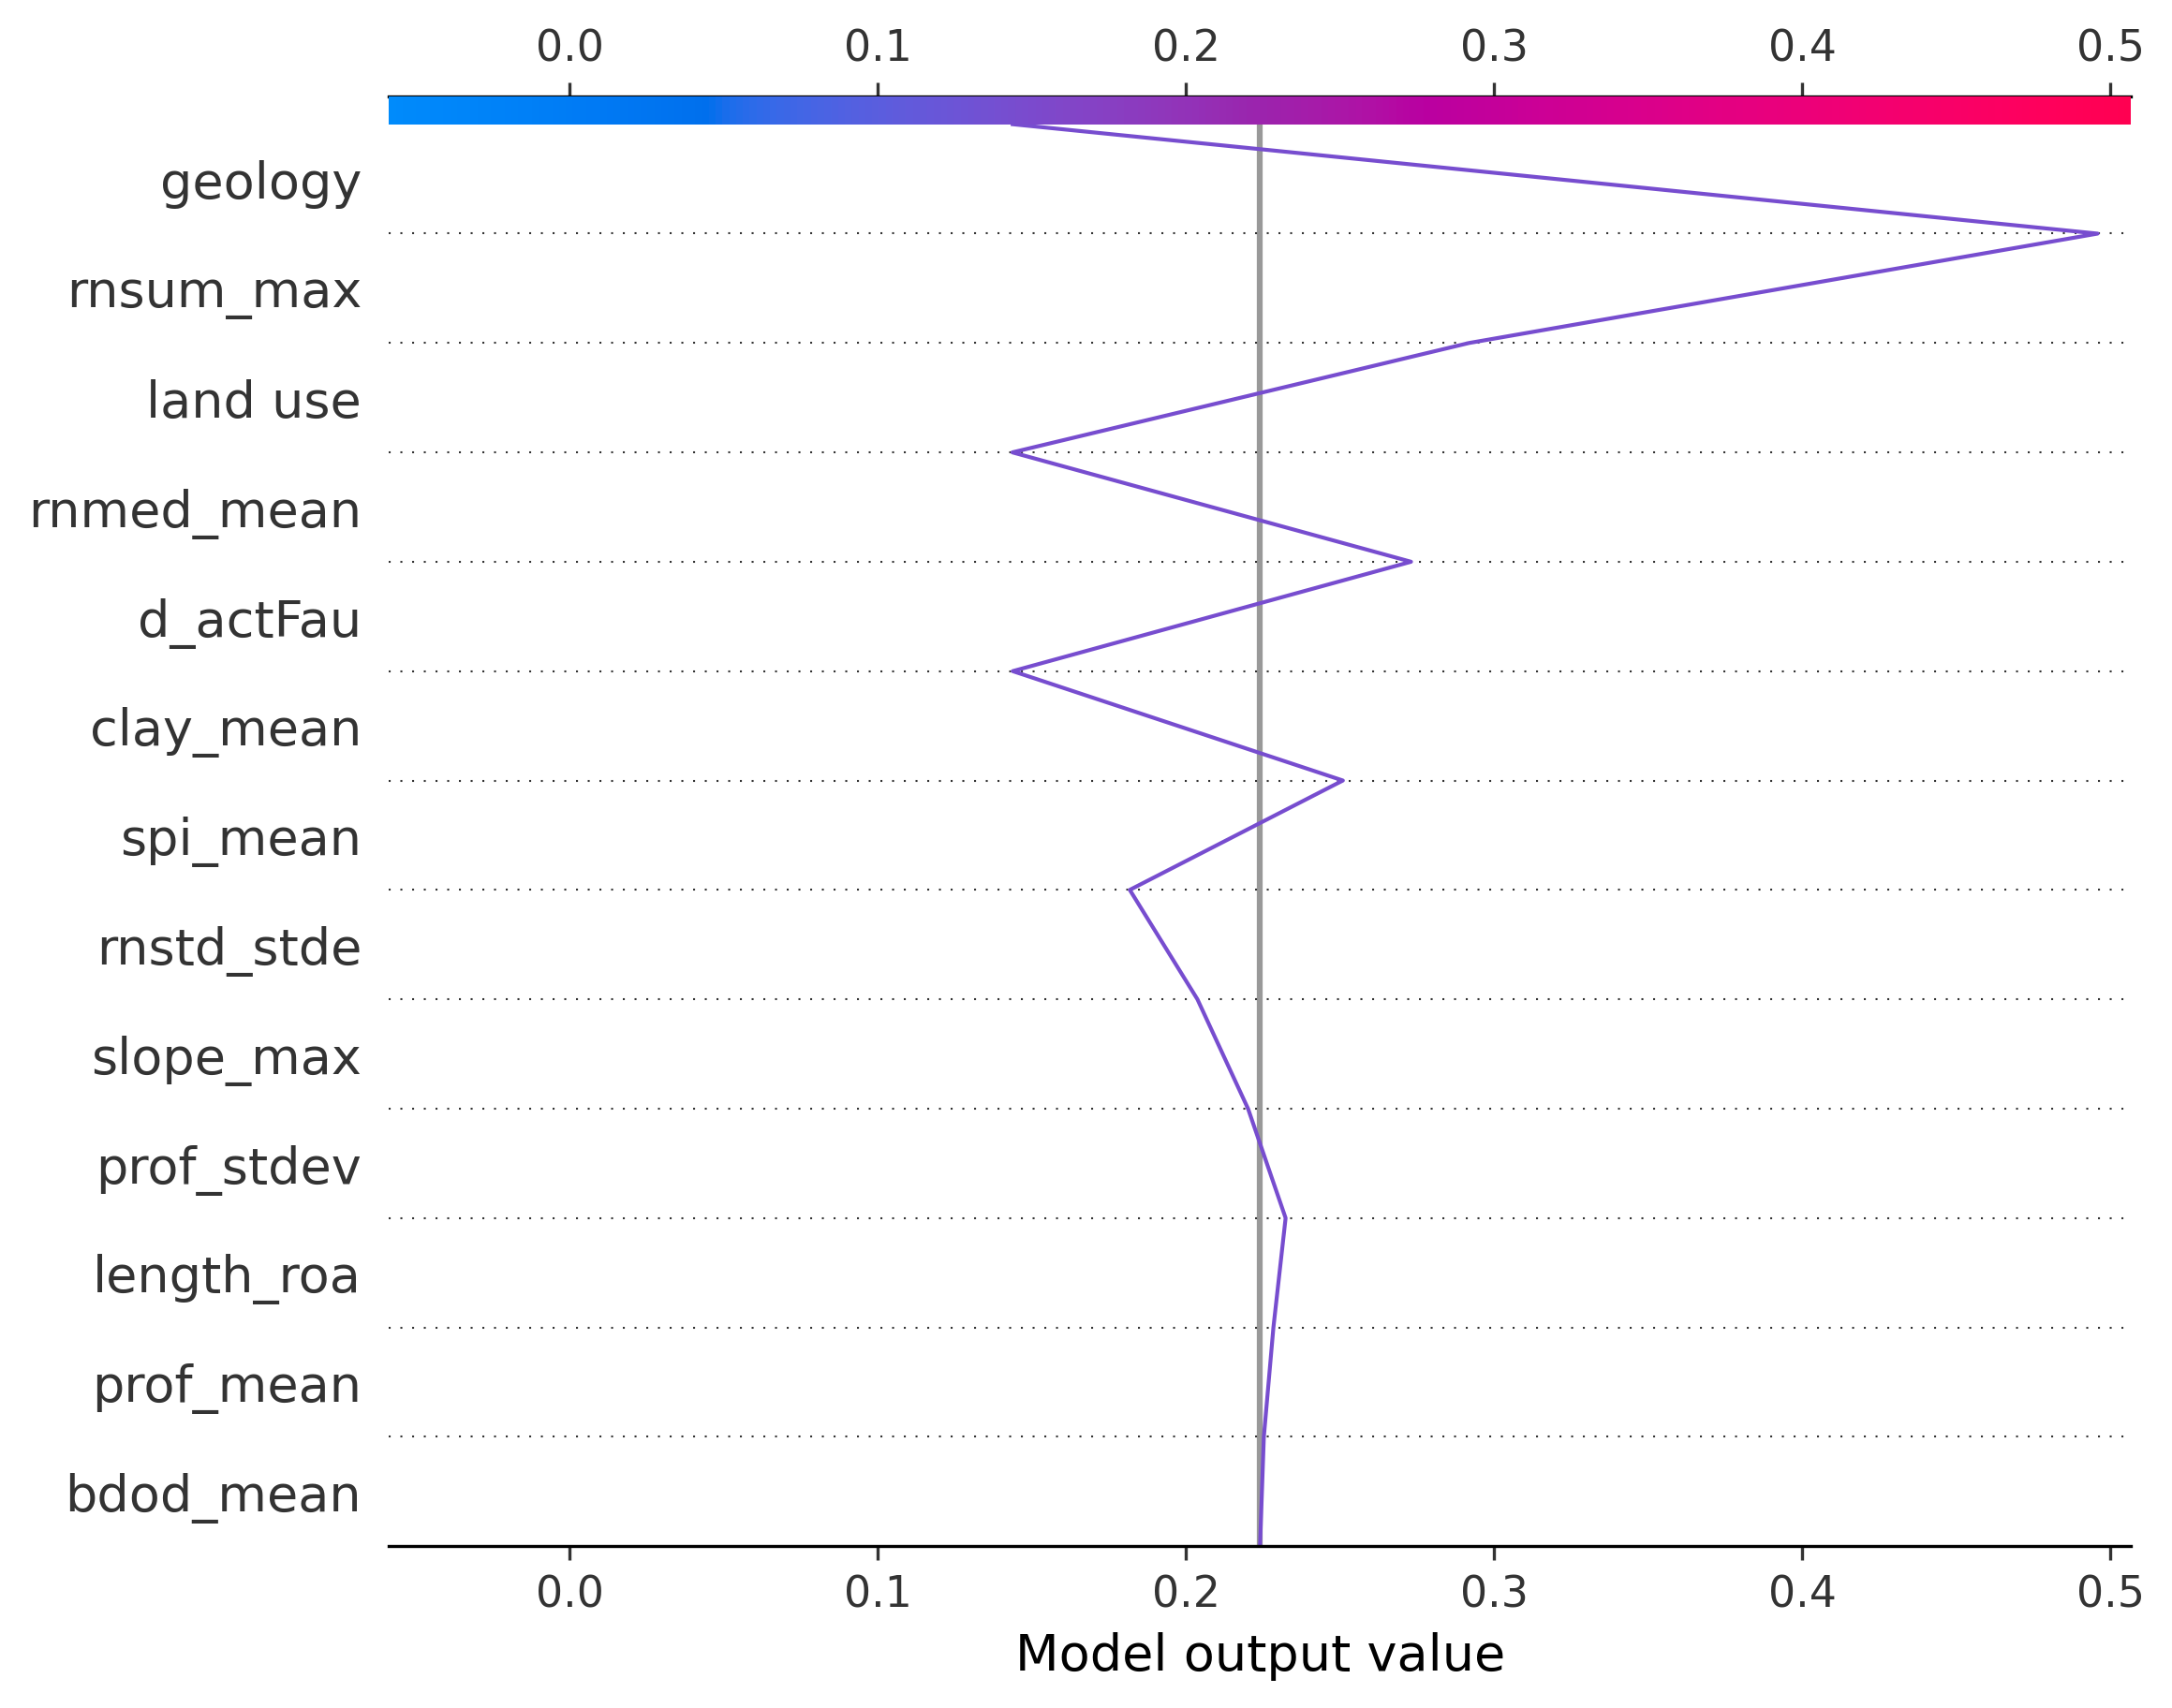 0.0 0.1 0.2 0.3 0.4 0.5
geology
rnsum_max
land use
rnmed_mean
d_actFau
clay_mean
spi_mean
rnstd_stde
slope_max
prof_stdev
length_roa
prof_mean
bdod_mean
0.0 0.1 0.2 0.3 0.4 0.5
Model output value